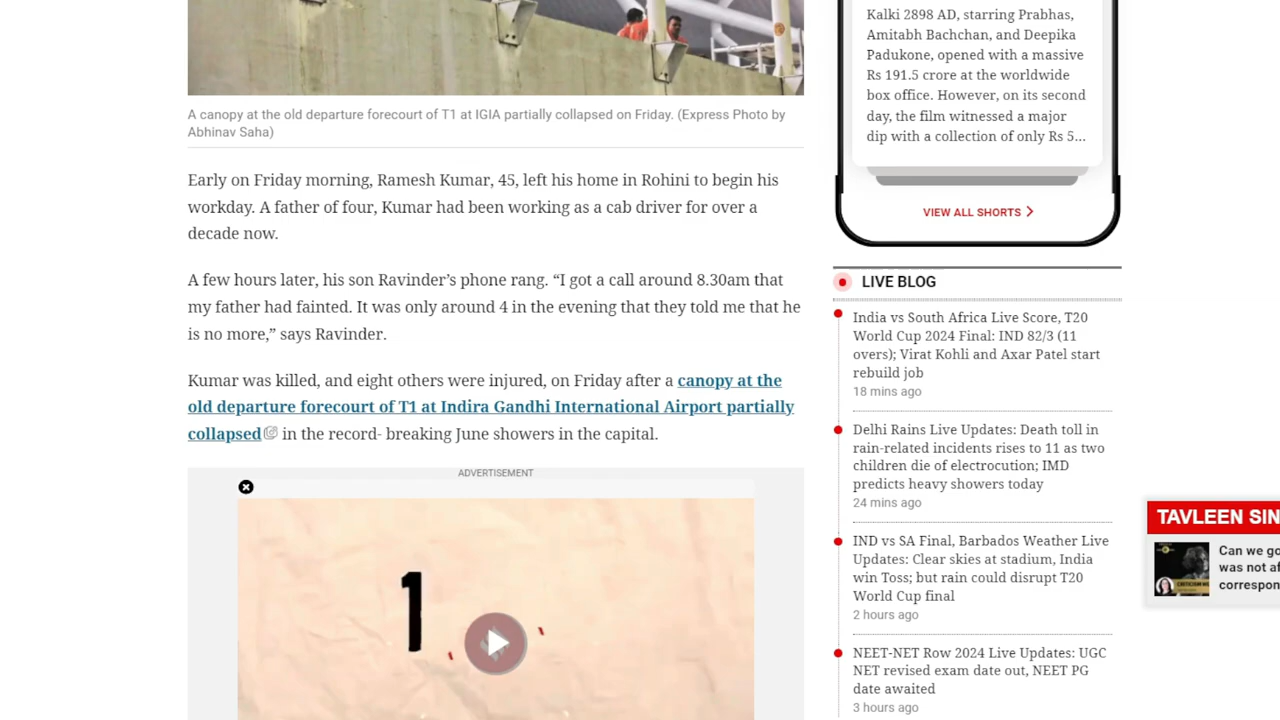 A canopy at the old departure forecourt of T1 at IGIA partially collapsed on Friday. (Express Photo by
Abhinav Saha)
Early on Friday morning, Ramesh Kumar, 45, left his home in Rohini to begin his
workday. A father of four, Kumar had been working as a cab driver for over a
decade now.
A few hours later, his son Ravinder’s phone rang. “I got a call around 8.30am that
my father had fainted. It was only around 4 in the evening that they told me that he
is no more,” says Ravinder.
Kumar was killed, and eight others were injured, on Friday after a canopy at the
old departure forecourt of T1 at Indira Gandhi International Airport partially
collapsed in the record- breaking June showers in the capital.
ADVERTISEMENT
1
Kalki 2898 AD, starring Prabhas,
Amitabh Bachchan, and Deepika
Padukone, opened with a massive
Rs 191.5 crore at the worldwide
box office. However, on its second
day, the film witnessed a major
dip with a collection of only Rs 5...
VIEW ALL SHORTS
LIVE BLOG
India vs South Africa Live Score, T20
World Cup 2024 Final: IND 82/3 (11
overs); Virat Kohli and Axar Patel start
rebuild job
18 mins ago
Delhi Rains Live Updates: Death toll in
rain-related incidents rises to 11 as two
children die of electrocution; IMD
predicts heavy showers today
24 mins ago
IND vs SA Final, Barbados Weather Live
Updates: Clear skies at stadium, India
win Toss; but rain could disrupt T20
World Cup final
2 hours ago
NEET-NET Row 2024 Live Updates: UGC
NET revised exam date out, NEET PG
date awaited
3 hours ago
TAVLEEN SIN
Can we go
was not af
correspon